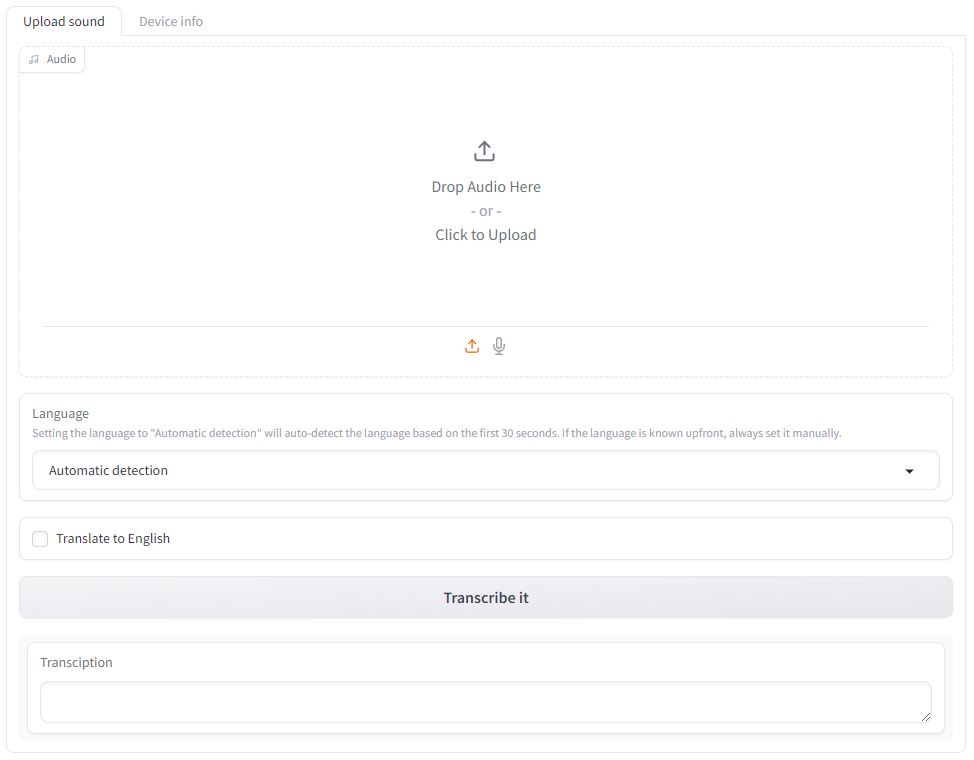 Upload sound
Device info
Audio
Drop Audio Here
- or -
Click to Upload
Language
Setting the language to "Automatic detection" will auto-detect the language based on the first 30 seconds. If the language is known upfront, always set it manually.
Automatic detection
Translate to English
Transcribe it
Transciption